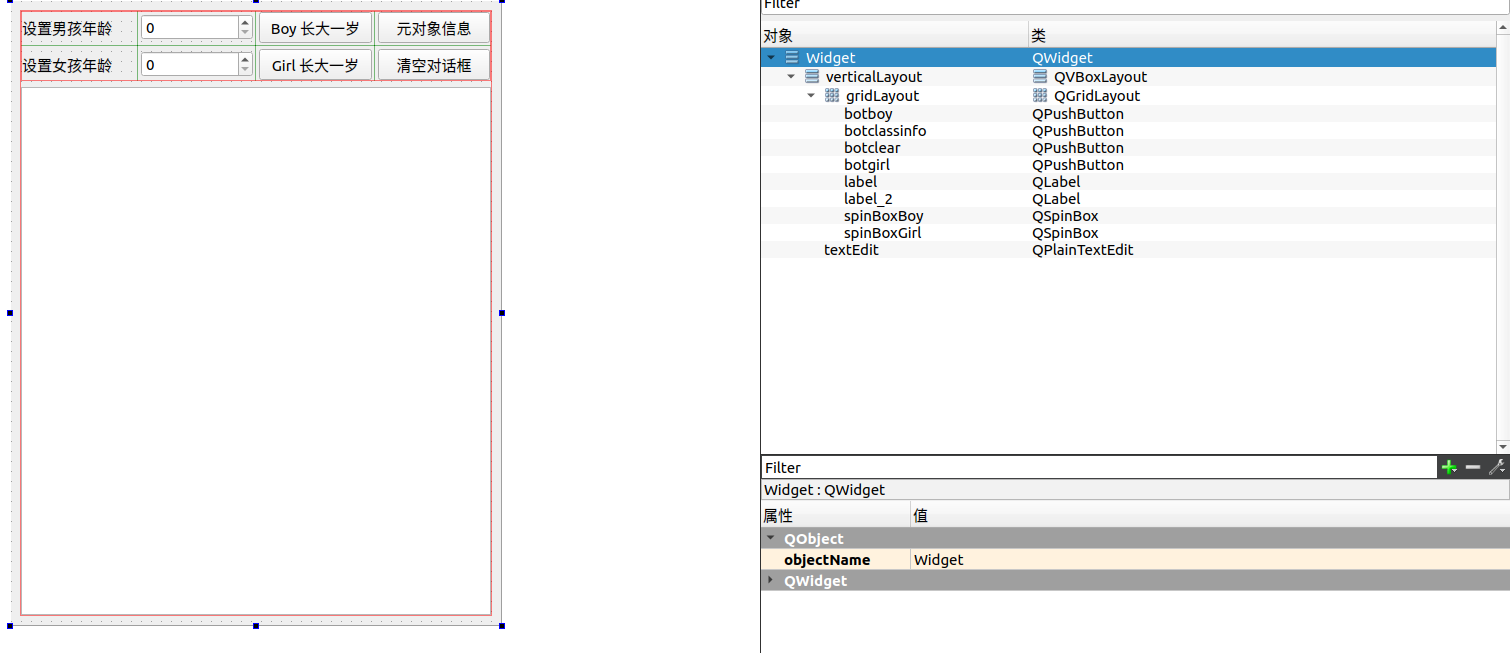 设置男孩年龄 0 Boy 长大一岁 元对象信息
设置女孩年龄 0 Girl 长大一岁 清空对话框
Filter
对象 类
Widget QWidget
verticalLayout QVBoxLayout
gridLayout QGridLayout
botboy QPushButton
botclassinfo QPushButton
botclear QPushButton
botgirl QPushButton
label QLabel
label_2 QLabel
spinBoxBoy QSpinBox
spinBoxGirl QSpinBox
textEdit QPlainTextEdit
Filter
Widget : QWidget
属性 值
QObject
objectName Widget
QWidget